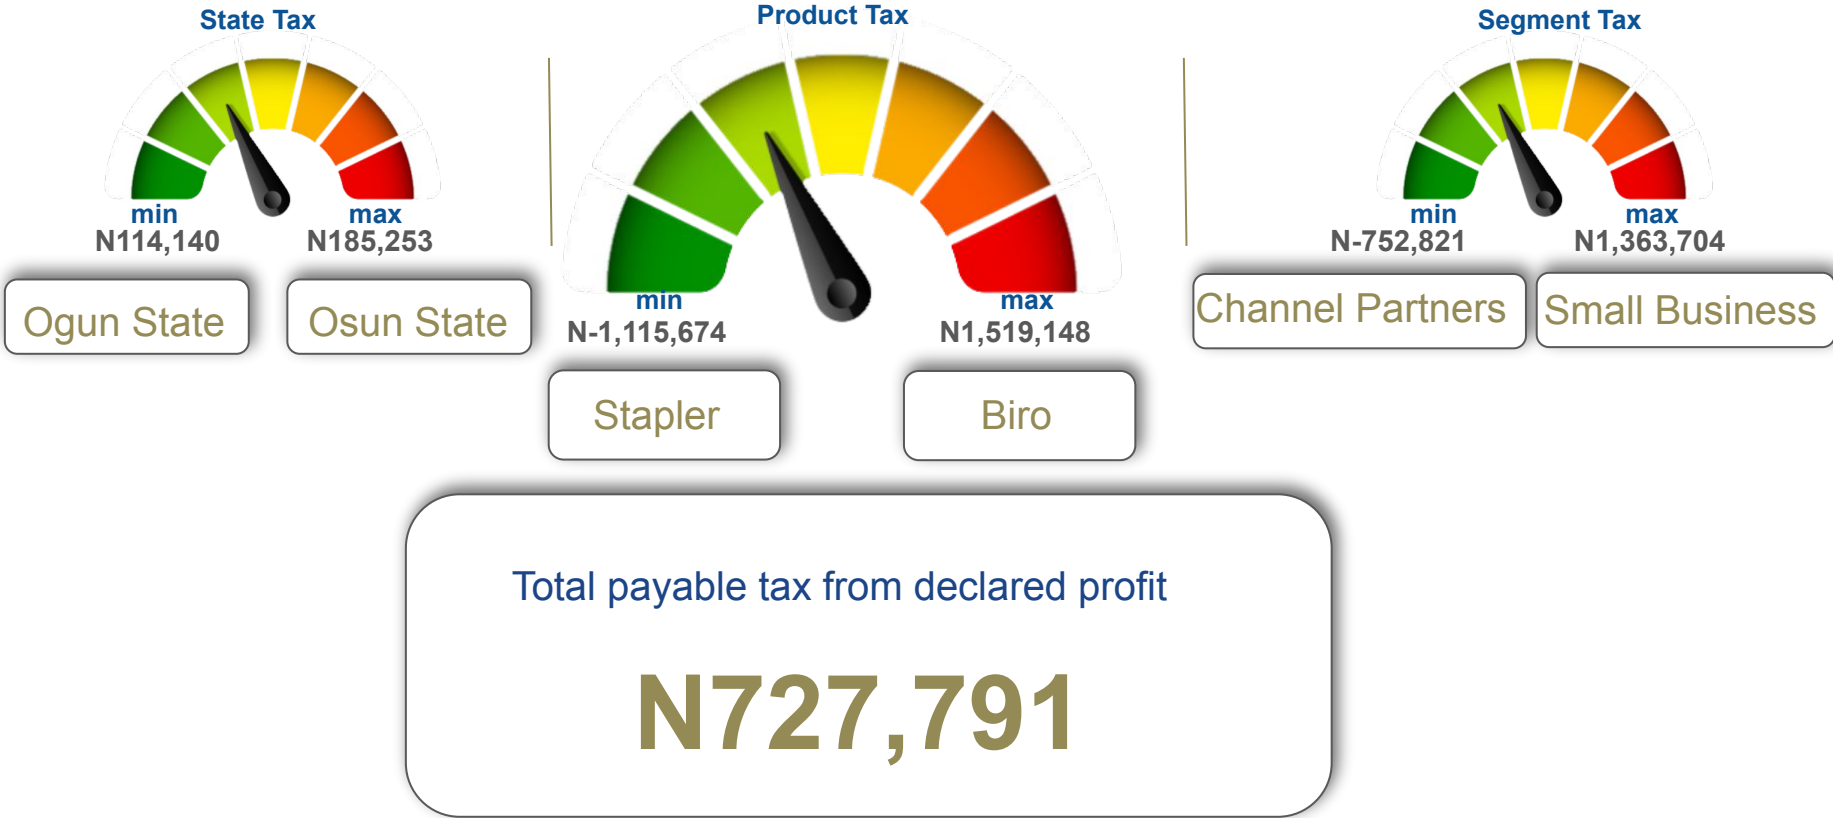 State Tax
min
max
N114,140
N185,253
Ogun State
Osun State
Product Tax
min
max
N-1,115,674
N1,519,148
Stapler
Biro
Segment Tax
min
max
N-752,821
N1,363,704
Channel Partners
Small Business
Total payable tax from declared profit
N727,791